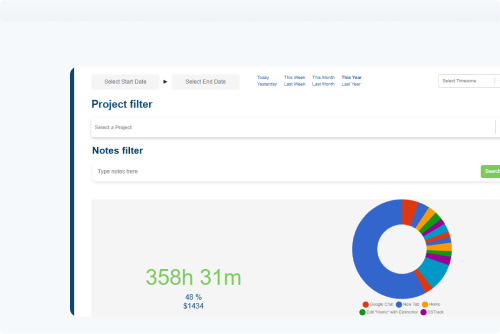 Select Start Date ▶ Select End Date
Today This Week This Month This Year
Yesterday Last Week Last Month Last Year
Select Timezone
Project filter
Select a Project
Notes filter
Type notes here
Search
358h 31m
48 %
$1434
Google Chat New Tab Home
Edit "Home" with Elementor